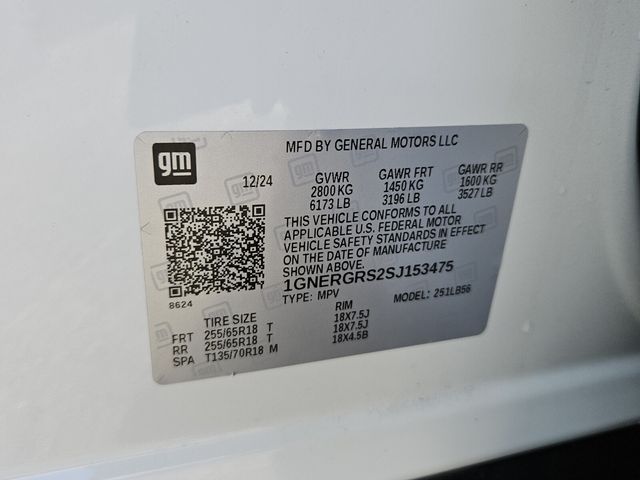 gm
MFD BY GENERAL MOTORS LLC
12/24
GVWR GAWR FRT GAWR RR
2800 KG 1450 KG 1600 KG
6173 LB 3196 LB 3527 LB
THIS VEHICLE CONFORMS TO ALL
APPLICABLE U.S. FEDERAL MOTOR
VEHICLE SAFETY STANDARDS IN EFFECT
ON THE DATE OF MANUFACTURE
SHOWN ABOVE.
8624
1GNERGRS2SJ153475
TYPE: MPV MODEL: 251LB56
TIRE SIZE RIM
FRT 255/65R18 T 18X7.5J
RR 255/65R18 T 18X7.5J
SPA T135/70R18 M 18X4.5B